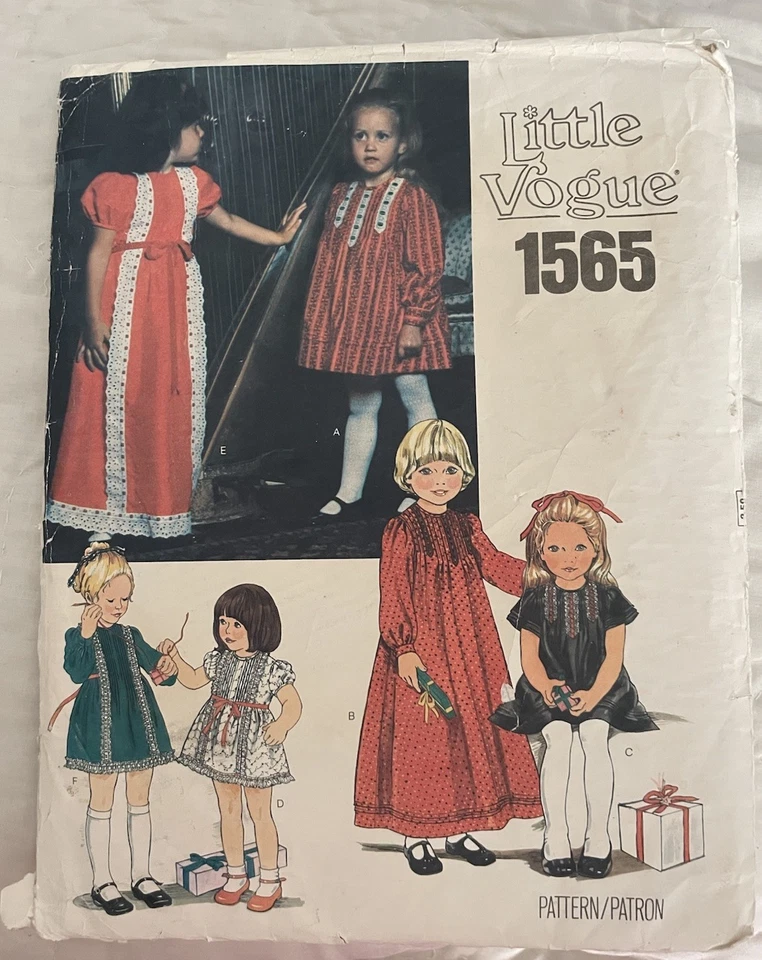 Little
Vogue®
1565
E
A
B
C
F
D
PATTERN/PATRON